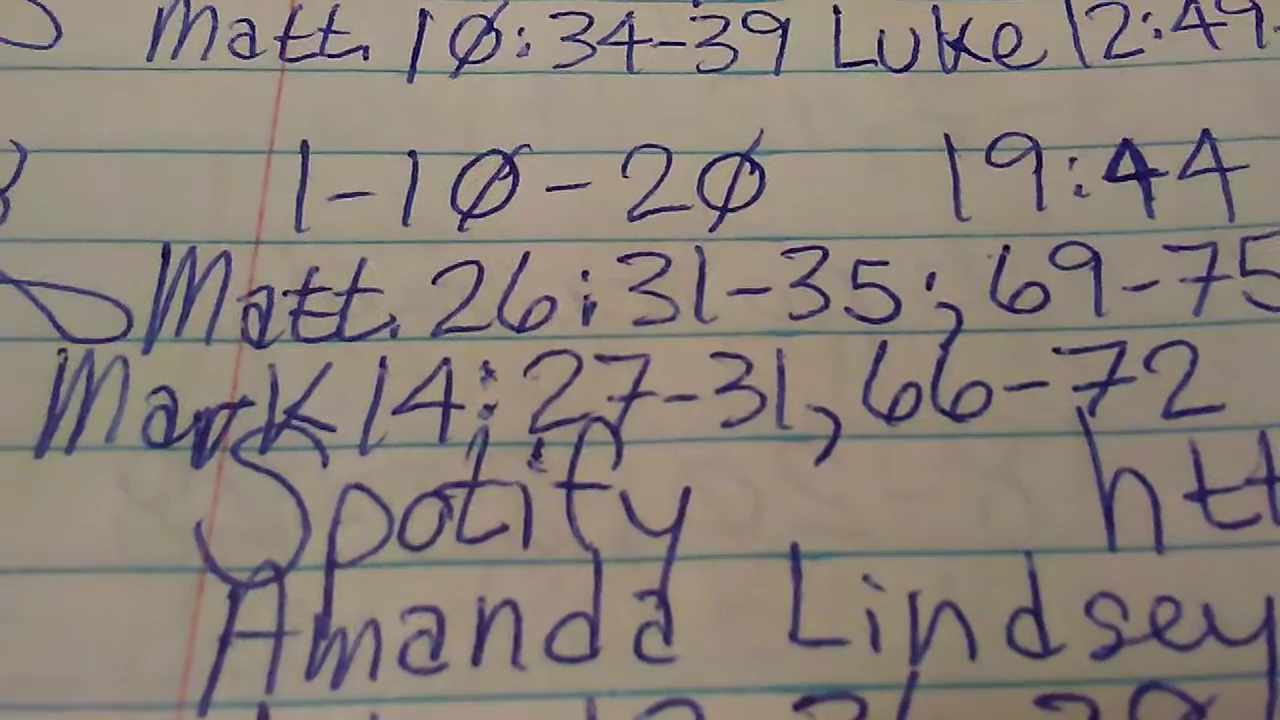 Matt. 10:34-39 Luke 12:49
1-10-20 19:44
Matt. 26:31-35; 69-75
Mark 14:27-31, 66-72
Spotify htt
Amanda Lindsey